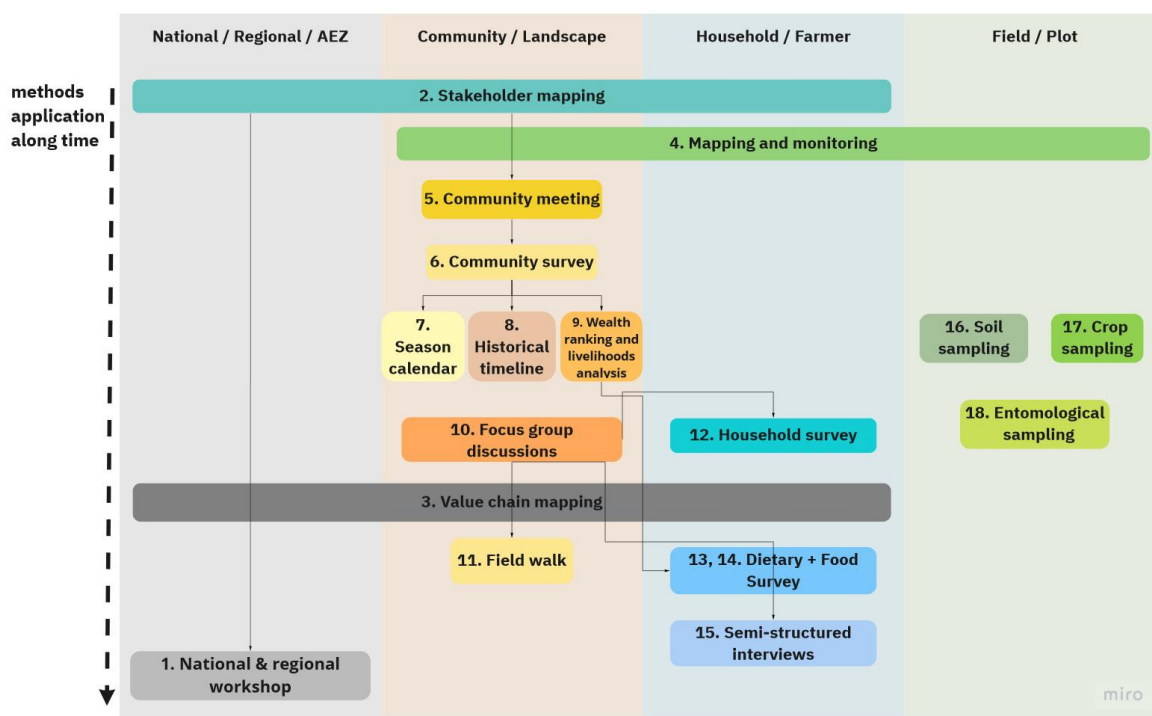 National / Regional / AEZ
Community / Landscape
Household / Farmer
Field / Plot
methods
application
along time
2. Stakeholder mapping
4. Mapping and monitoring
5. Community meeting
6. Community survey
7.
Season
calendar
8.
Historical
timeline
9. Wealth
ranking and
livelihoods
analysis
16. Soil
sampling
17. Crop
sampling
10. Focus group
discussions
12. Household survey
18. Entomological
sampling
3. Value chain mapping
11. Field walk
13, 14. Dietary + Food
Survey
15. Semi-structured
interviews
1. National & regional
workshop
miro